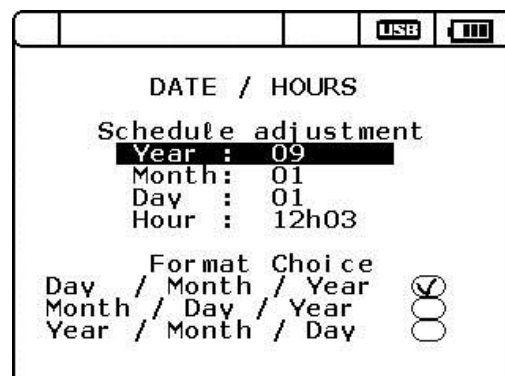 USB
DATE / HOURS
Schedule adjustment
Year : 09
Month: 01
Day : 01
Hour : 12h03
Format Choice
Day / Month / Year
Month / Day / Year
Year / Month / Day